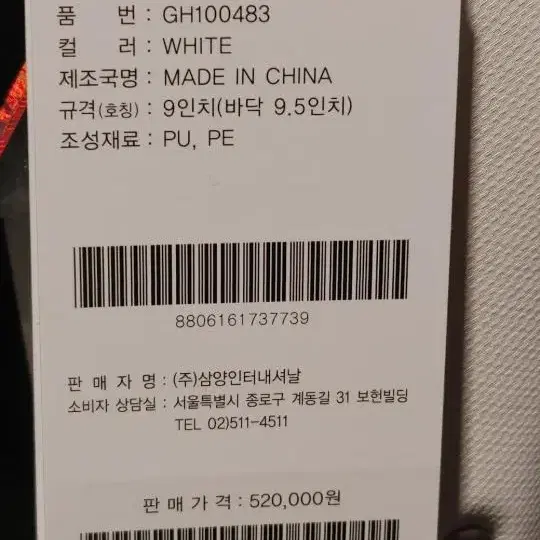 품 번 : GH100483
컬 러 : WHITE
제조국명 : MADE IN CHINA
규격(호칭) : 9인치(바닥 9.5인치)
조성재료 : PU, PE
8806161737739
판 매 자 명 : (주)삼양인터내셔날
소비자 상담실 : 서울특별시 종로구 계동길 31 보헌빌딩
TEL 02)511-4511
판 매 가 격 : 520,000원